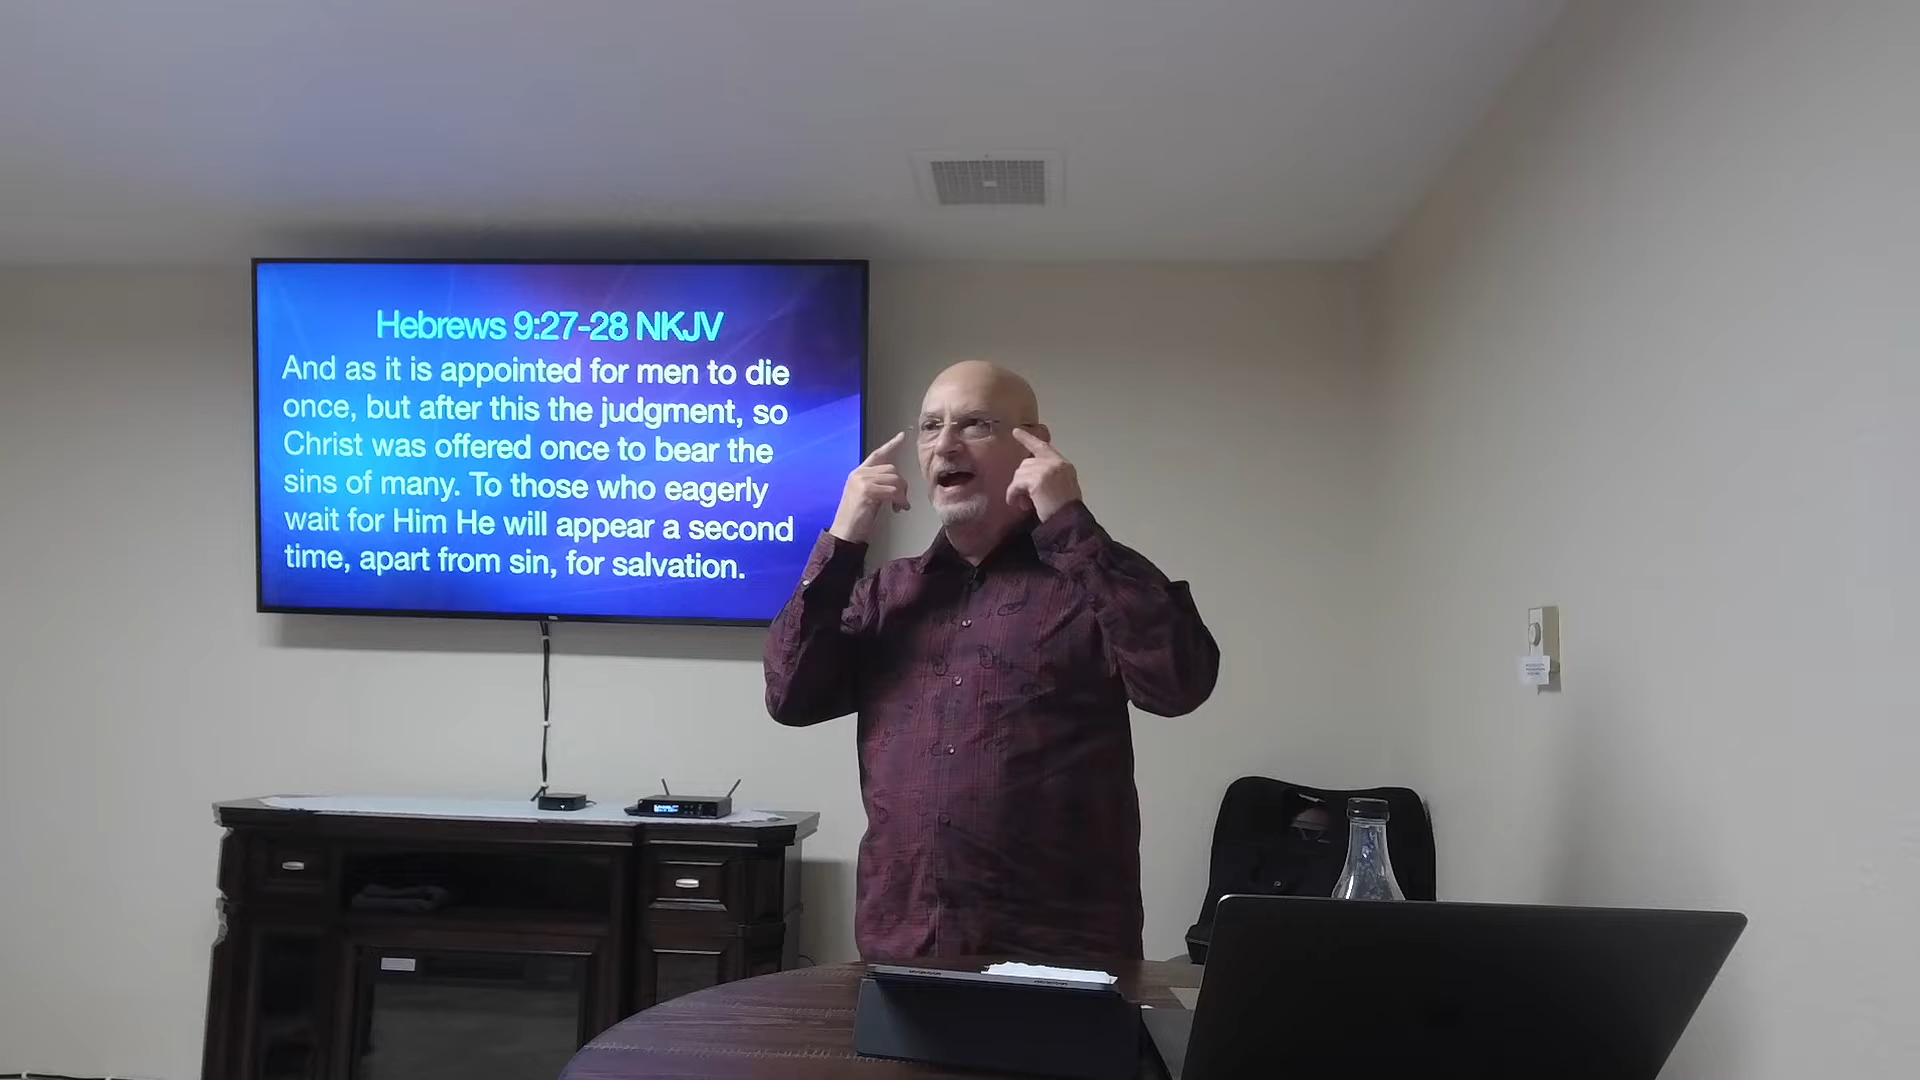 Hebrews 9:27-28 NKJV
And as it is appointed for men to die
once, but after this the judgment, so
Christ was offered once to bear the
sins of many. To those who eagerly
wait for Him He will appear a second
time, apart from sin, for salvation.